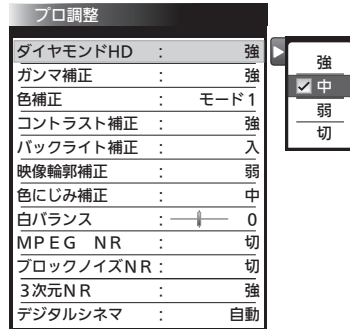 プロ調整
ダイヤモンドHD : 強
ガンマ補正 : 強
色補正 : モード1
コントラスト補正 : 強
バックライト補正 : 入
映像輪郭補正 : 弱
色にじみ補正 : 中
白バランス : 0
MPEG NR : 切
ブロックノイズNR : 切
3次元NR : 強
デジタルシネマ : 自動
強
中
弱
切